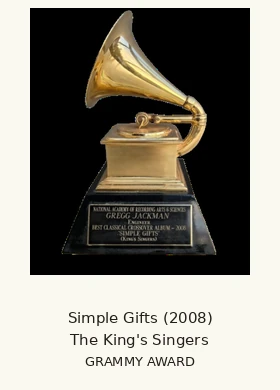 NATIONAL ACADEMY OF RECORDING ARTS & SCIENCES
GREGG JACKMAN
ENGINEER
BEST CLASSICAL CROSSOVER ALBUM - 2008
'SIMPLE GIFTS'
(KING'S SINGERS)
Simple Gifts (2008)
The King's Singers
GRAMMY AWARD